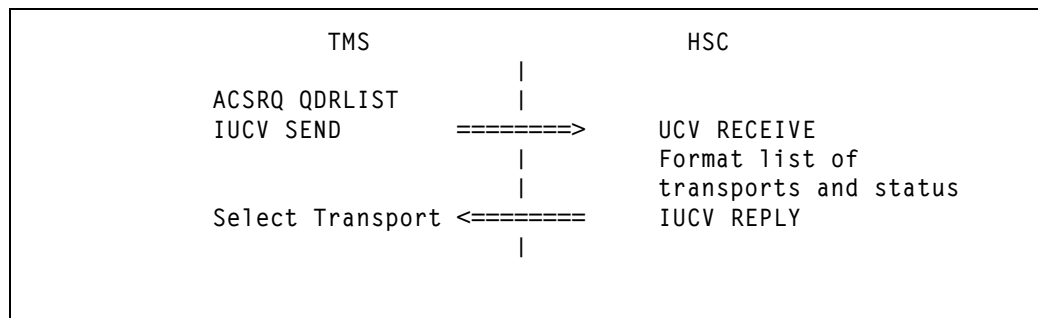 TMS HSC
|
ACSRQ QDRLIST |
IUCV SEND ========> UCV RECEIVE
| Format list of
| transports and status
Select Transport <======== IUCV REPLY
|